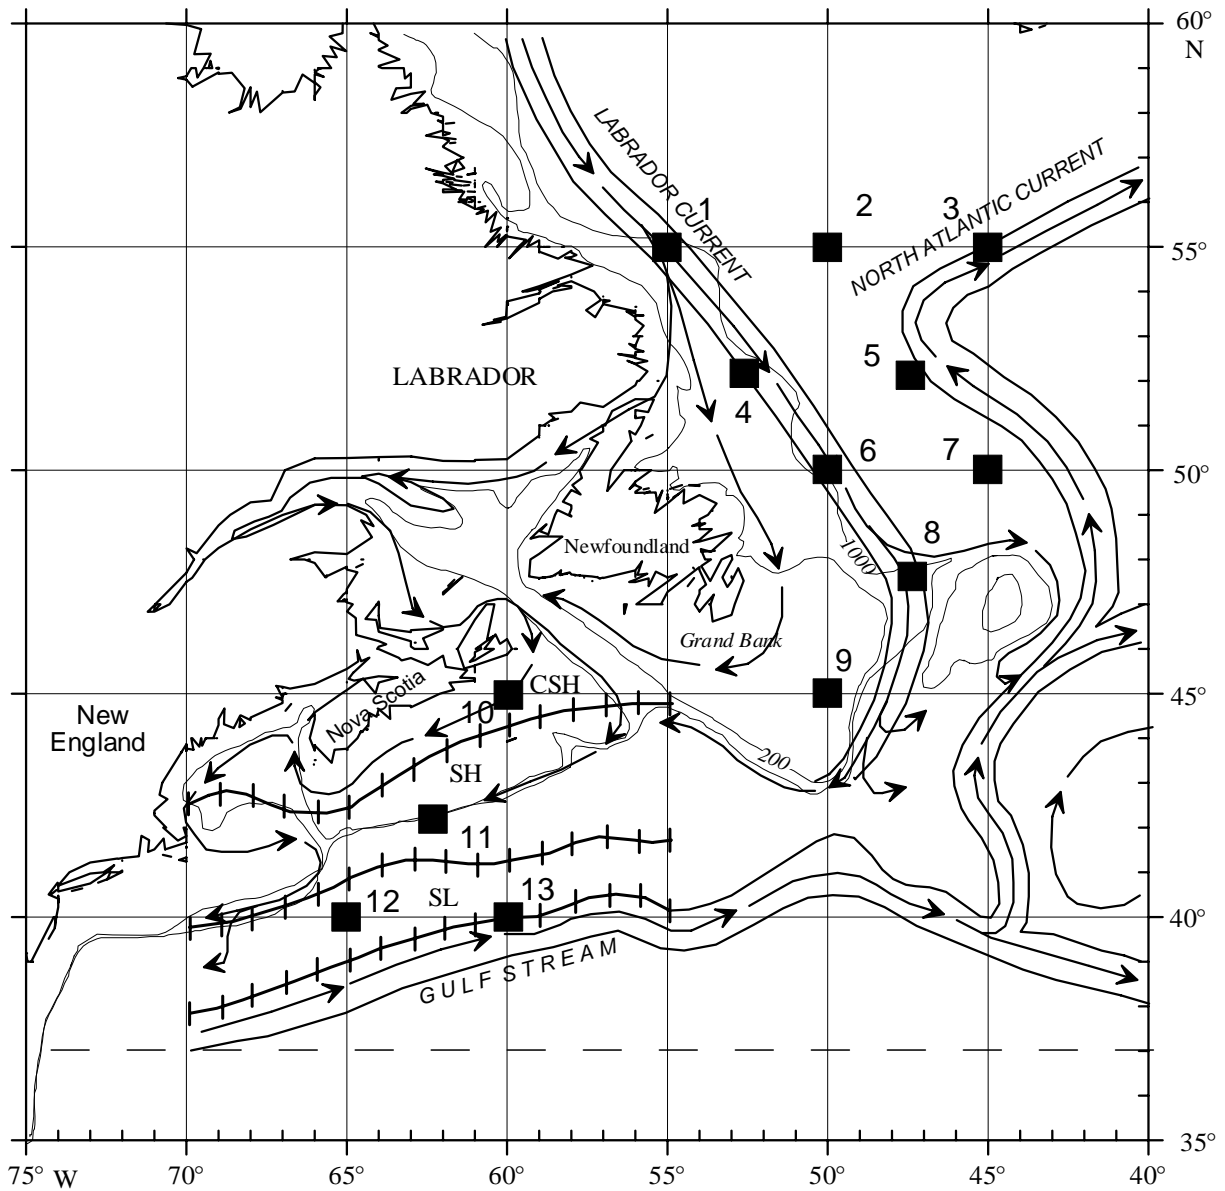 60°
N
LABRADOR CURRENT
NORTH ATLANTIC CURRENT
1
2
3
55°
5
LABRADOR
4
6
7
50°
8
Newfoundland
1000
Grand Bank
9
CSH
45°
10
Nova Scotia
New
England
200
SH
11
SL
12
13
40°
GULF STREAM
35°
75° W
70°
65°
60°
55°
50°
45°
40°